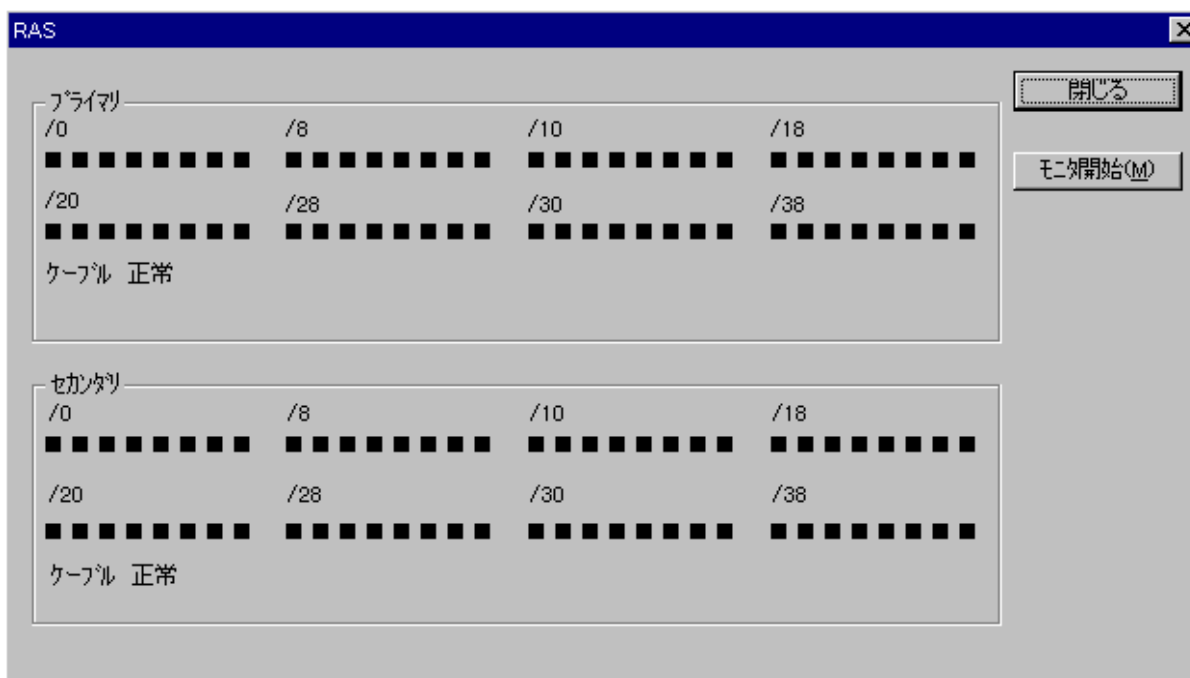 RAS
ﾌﾟﾗｲﾏﾘ
/0 /8 /10 /18
/20 /28 /30 /38
ｹｰﾌﾞﾙ 正常
ｾｶﾝﾀﾞﾘ
/0 /8 /10 /18
/20 /28 /30 /38
ｹｰﾌﾞﾙ 正常
閉じる
ﾓﾆﾀ開始(M)